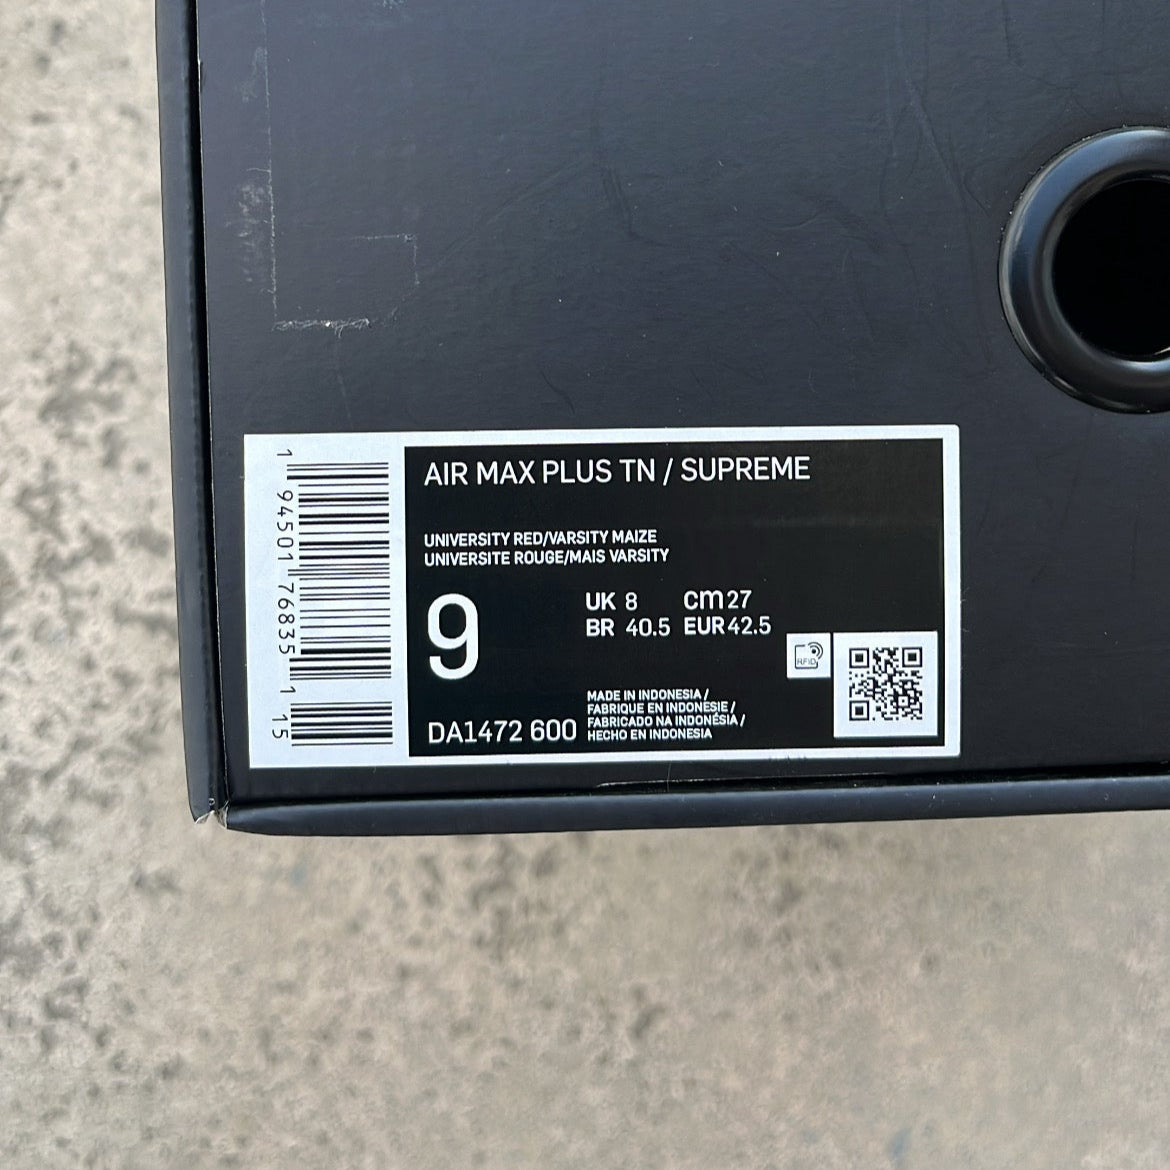 1 94501 76835 1 15
AIR MAX PLUS TN / SUPREME
UNIVERSITY RED/VARSITY MAIZE
UNIVERSITE ROUGE/MAIS VARSITY
9
UK 8 cm 27
BR 40.5 EUR 42.5
RFID
DA1472 600
MADE IN INDONESIA /
FABRIQUE EN INDONÉSIE /
FABRICADO NA INDONÉSIA /
HECHO EN INDONESIA